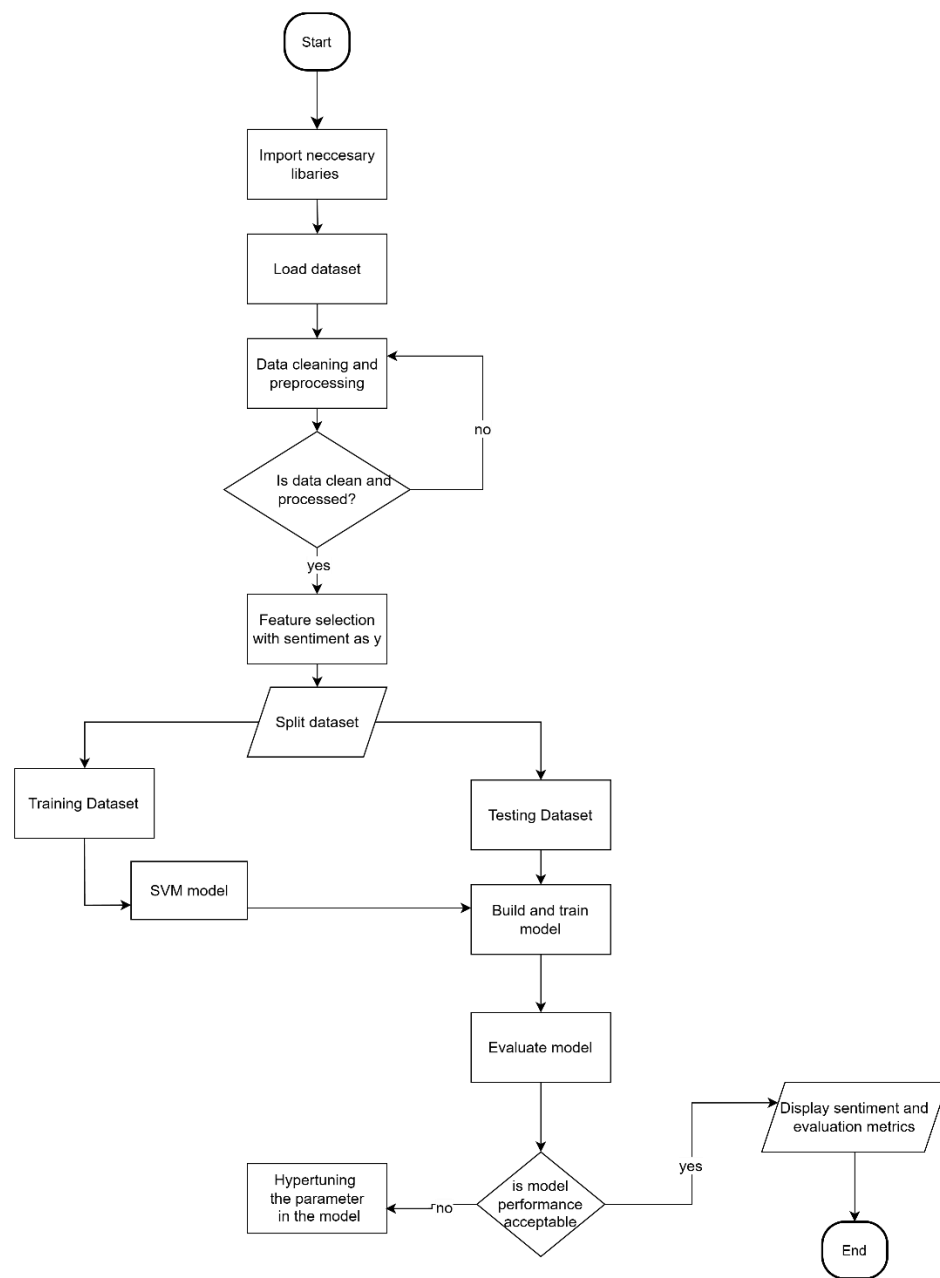 Start
Import neccesary
libaries
Load dataset
Data cleaning and
preprocessing
no
Is data clean and
processed?
yes
Feature selection
with sentiment as y
Split dataset
Training Dataset
Testing Dataset
SVM model
Build and train
model
Evaluate model
Display sentiment and
evaluation metrics
yes
is model
performance
acceptable
no
Hypertuning
the parameter
in the model
End